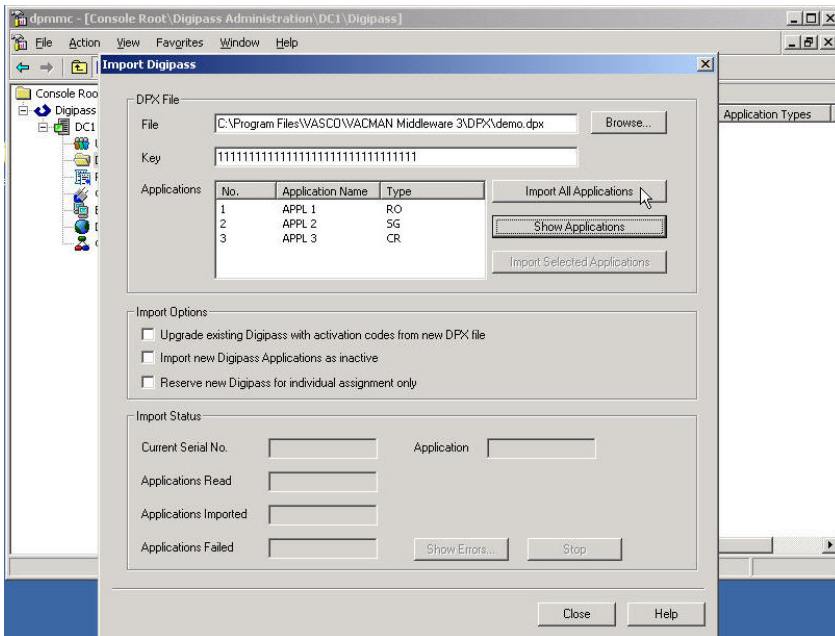 dpmmc - [Console Root\Digipass Administration\DC1\Digipass]
File Action View Favorites Window Help
Import Digipass
Console Roo
Digipass
DC1
Application Types
DPX File
File C:\Program Files\VASCO\VACMAN Middleware 3\DPX\demo.dpx Browse...
Key 11111111111111111111111111111111
Applications No. Application Name Type Import All Applications
1 APPL 1 RO
2 APPL 2 SG Show Applications
3 APPL 3 CR
Import Selected Applications
Import Options
Upgrade existing Digipass with activation codes from new DPX file
Import new Digipass Applications as inactive
Reserve new Digipass for individual assignment only
Import Status
Current Serial No. Application
Applications Read
Applications Imported
Applications Failed Show Errors... Stop
Close Help